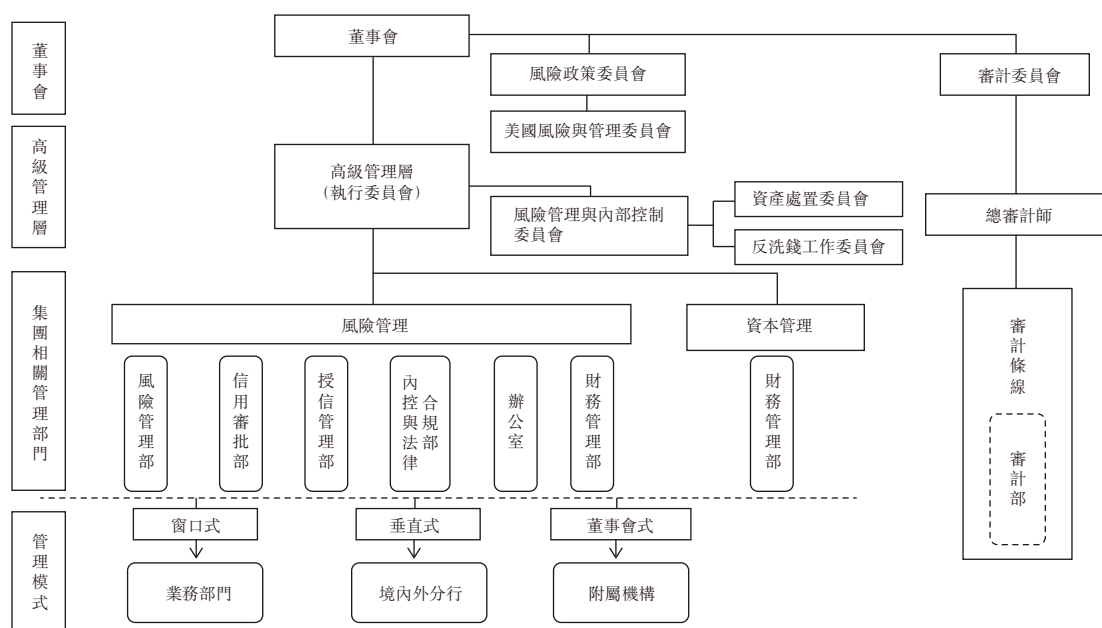 董事會
董事會
風險政策委員會
審計委員會
美國風險與管理委員會
高級管理層
高級管理層
(執行委員會)
風險管理與內部控制
委員會
資產處置委員會
反洗錢工作委員會
總審計師
集團相關管理部門
風險管理
資本管理
風險管理部
信用審批部
授信管理部
內控與法律
合規部
辦公室
財務管理部
財務管理部
審計條線
審計部
管理模式
窗口式
垂直式
董事會式
業務部門
境內外分行
附屬機構